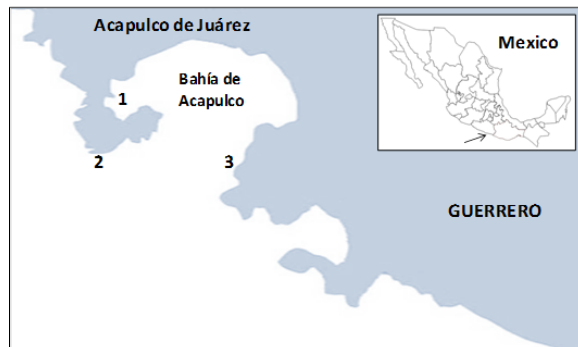 Acapulco de Juárez
Mexico
Bahía de
Acapulco
1
2
3
GUERRERO